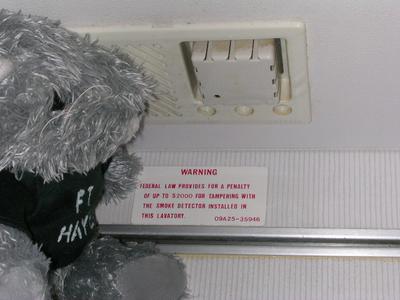 WARNING
FEDERAL LAW PROVIDES FOR A PENALTY
OF UP TO $2000 FOR TAMPERING WITH
THE SMOKE DETECTOR INSTALLED IN
THIS LAVATORY.
09A25-35946
FT